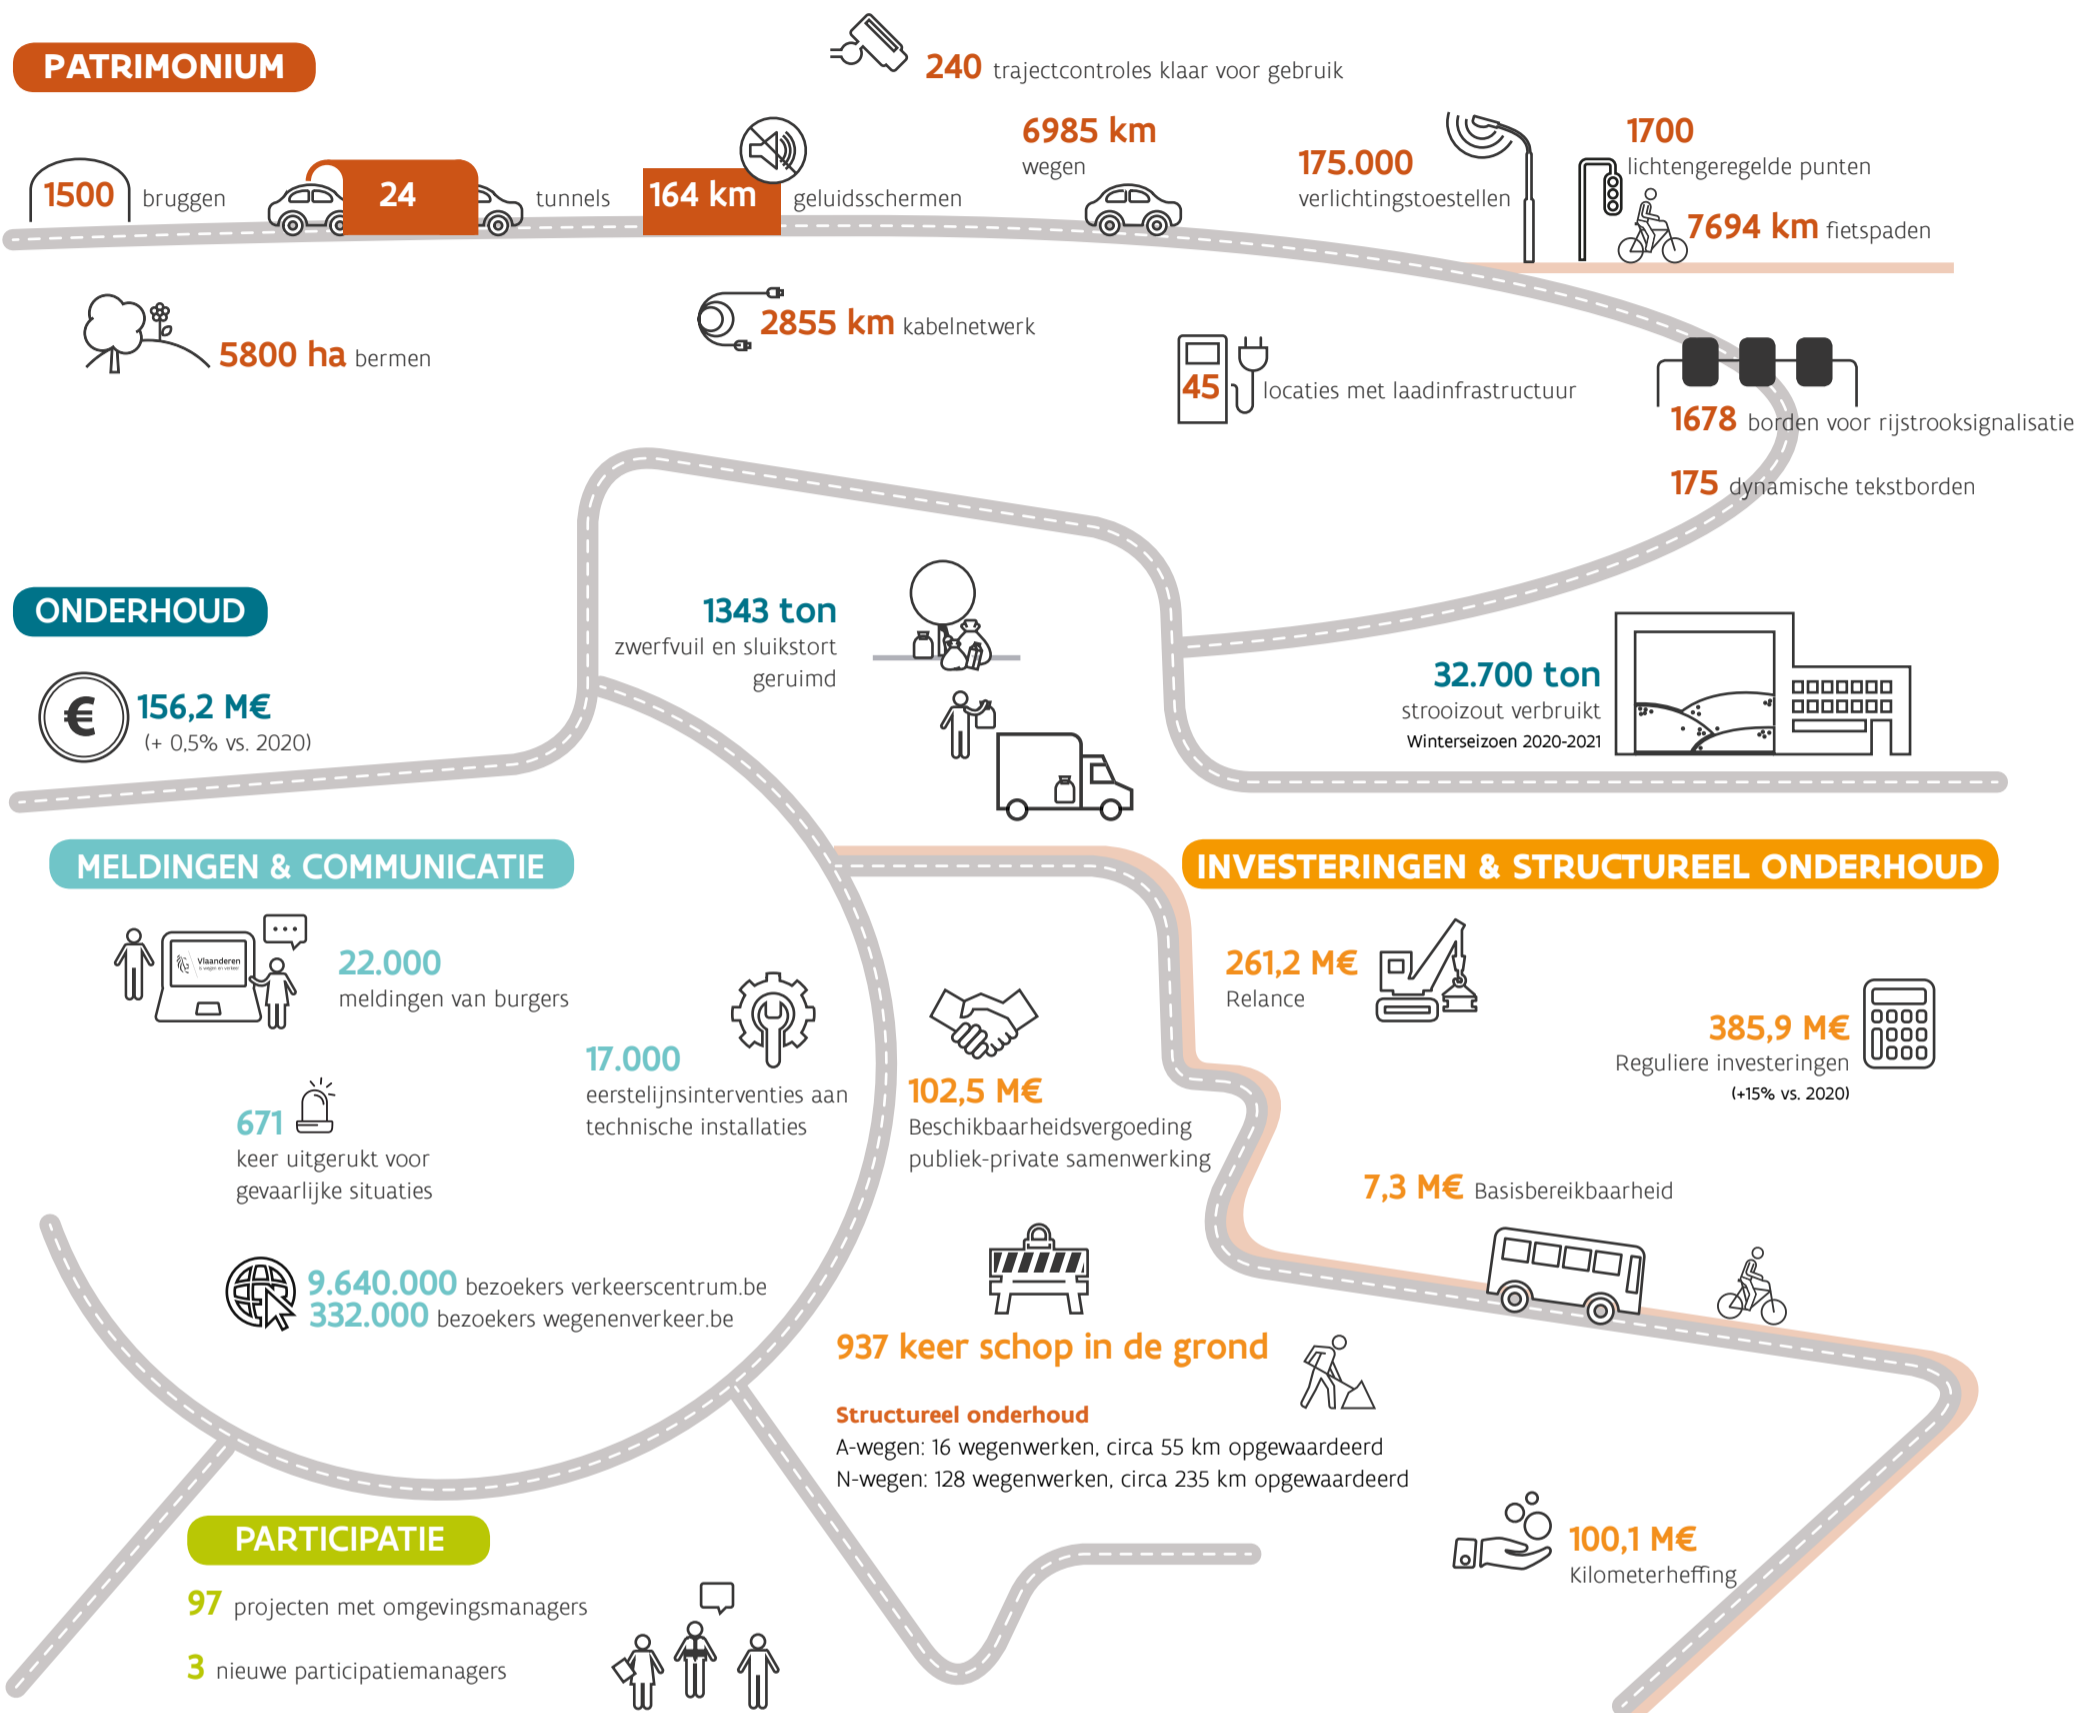 PATRIMONIUM
240 trajectcontroles klaar voor gebruik
1500 bruggen
24 tunnels
164 km geluidsschermen
6985 km
wegen
175.000
verlichtingstoestellen
1700
lichtengeregelde punten
7694 km fietspaden
5800 ha bermen
2855 km kabelnetwerk
45 locaties met laadinfrastructuur
1678 borden voor rijstrooksignalisatie
175 dynamische tekstborden
ONDERHOUD
€ 156,2 M€
(+ 0,5% vs. 2020)
1343 ton
zwerfvuil en sluikstort
geruimd
32.700 ton
strooizout verbruikt
Winterseizoen 2020-2021
MELDINGEN & COMMUNICATIE
Vlaanderen
is wegen en verkeer
22.000
meldingen van burgers
17.000
eerstelijnsinterventies aan
technische installaties
671
keer uitgerukt voor
gevaarlijke situaties
9.640.000 bezoekers verkeerscentrum.be
332.000 bezoekers wegenenverkeer.be
INVESTERINGEN & STRUCTUREEL ONDERHOUD
261,2 M€
Relance
385,9 M€
Reguliere investeringen
(+15% vs. 2020)
102,5 M€
Beschikbaarheidsvergoeding
publiek-private samenwerking
7,3 M€ Basisbereikbaarheid
937 keer schop in de grond
Structureel onderhoud
A-wegen: 16 wegenwerken, circa 55 km opgewaardeerd
N-wegen: 128 wegenwerken, circa 235 km opgewaardeerd
100,1 M€
Kilometerheffing
PARTICIPATIE
97 projecten met omgevingsmanagers
3 nieuwe participatiemanagers